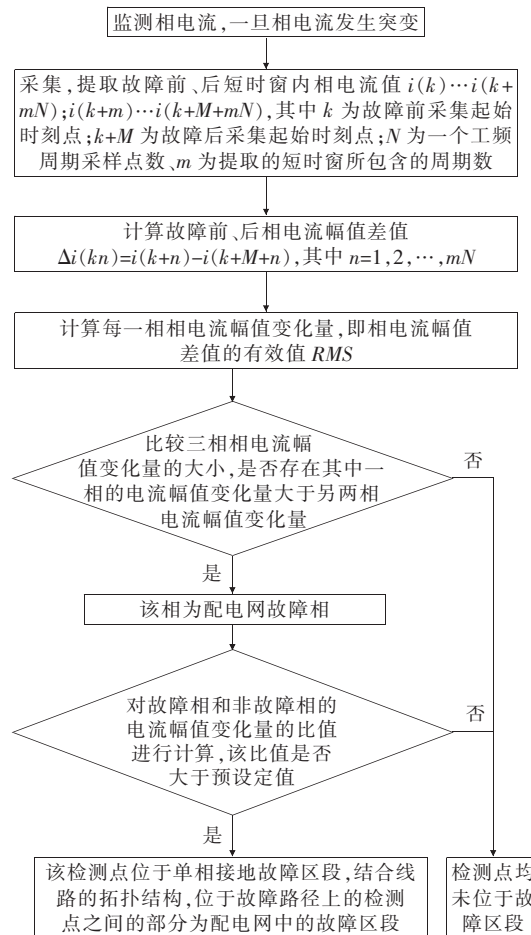 监测相电流,一旦相电流发生突变
采集,提取故障前、后短时窗内相电流值 i(k)…i(k+
mN);i(k+m)…i(k+M+mN),其中 k 为故障前采集起始
时刻点;k+M 为故障后采集起始时刻点;N 为一个工频
周期采样点数、m 为提取的短时窗所包含的周期数
计算故障前、后相电流幅值差值
Δi(kn)=i(k+n)-i(k+M+n),其中 n=1,2,…,mN
计算每一相相电流幅值变化量,即相电流幅值
差值的有效值 RMS
比较三相相电流幅
值变化量的大小,是否存在其中一
相的电流幅值变化量大于另两相
电流幅值变化量
否
是
该相为配电网故障相
对故障相和非故障相的
电流幅值变化量的比值
进行计算,该比值是否
大于预设定值
否
是
该检测点位于单相接地故障区段,结合线
路的拓扑结构,位于故障路径上的检测
点之间的部分为配电网中的故障区段
检测点均
未位于故
障区段